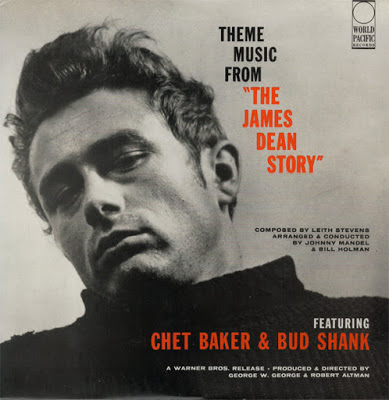 WORLD
PACIFIC
RECORDS
THEME
MUSIC
FROM
"THE
JAMES
DEAN
STORY"
COMPOSED BY LEITH STEVENS
ARRANGED & CONDUCTED
BY JOHNNY MANDEL
& BILL HOLMAN
FEATURING
CHET BAKER & BUD SHANK
A WARNER BROS. RELEASE • PRODUCED & DIRECTED BY
GEORGE W. GEORGE & ROBERT ALTMAN